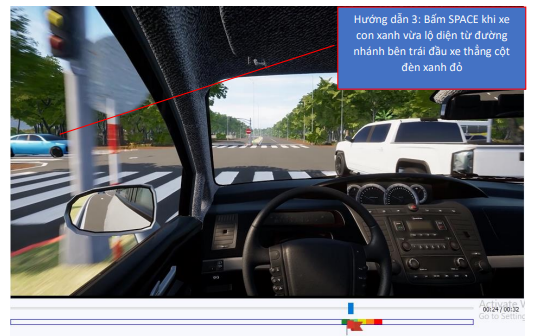 Hướng dẫn 3: Bấm SPACE khi xe
con xanh vừa lộ diện từ đường
nhánh bên trái đầu xe thẳng cột
đèn xanh đỏ
Activate
00:24 / 00:32
Go to Setting